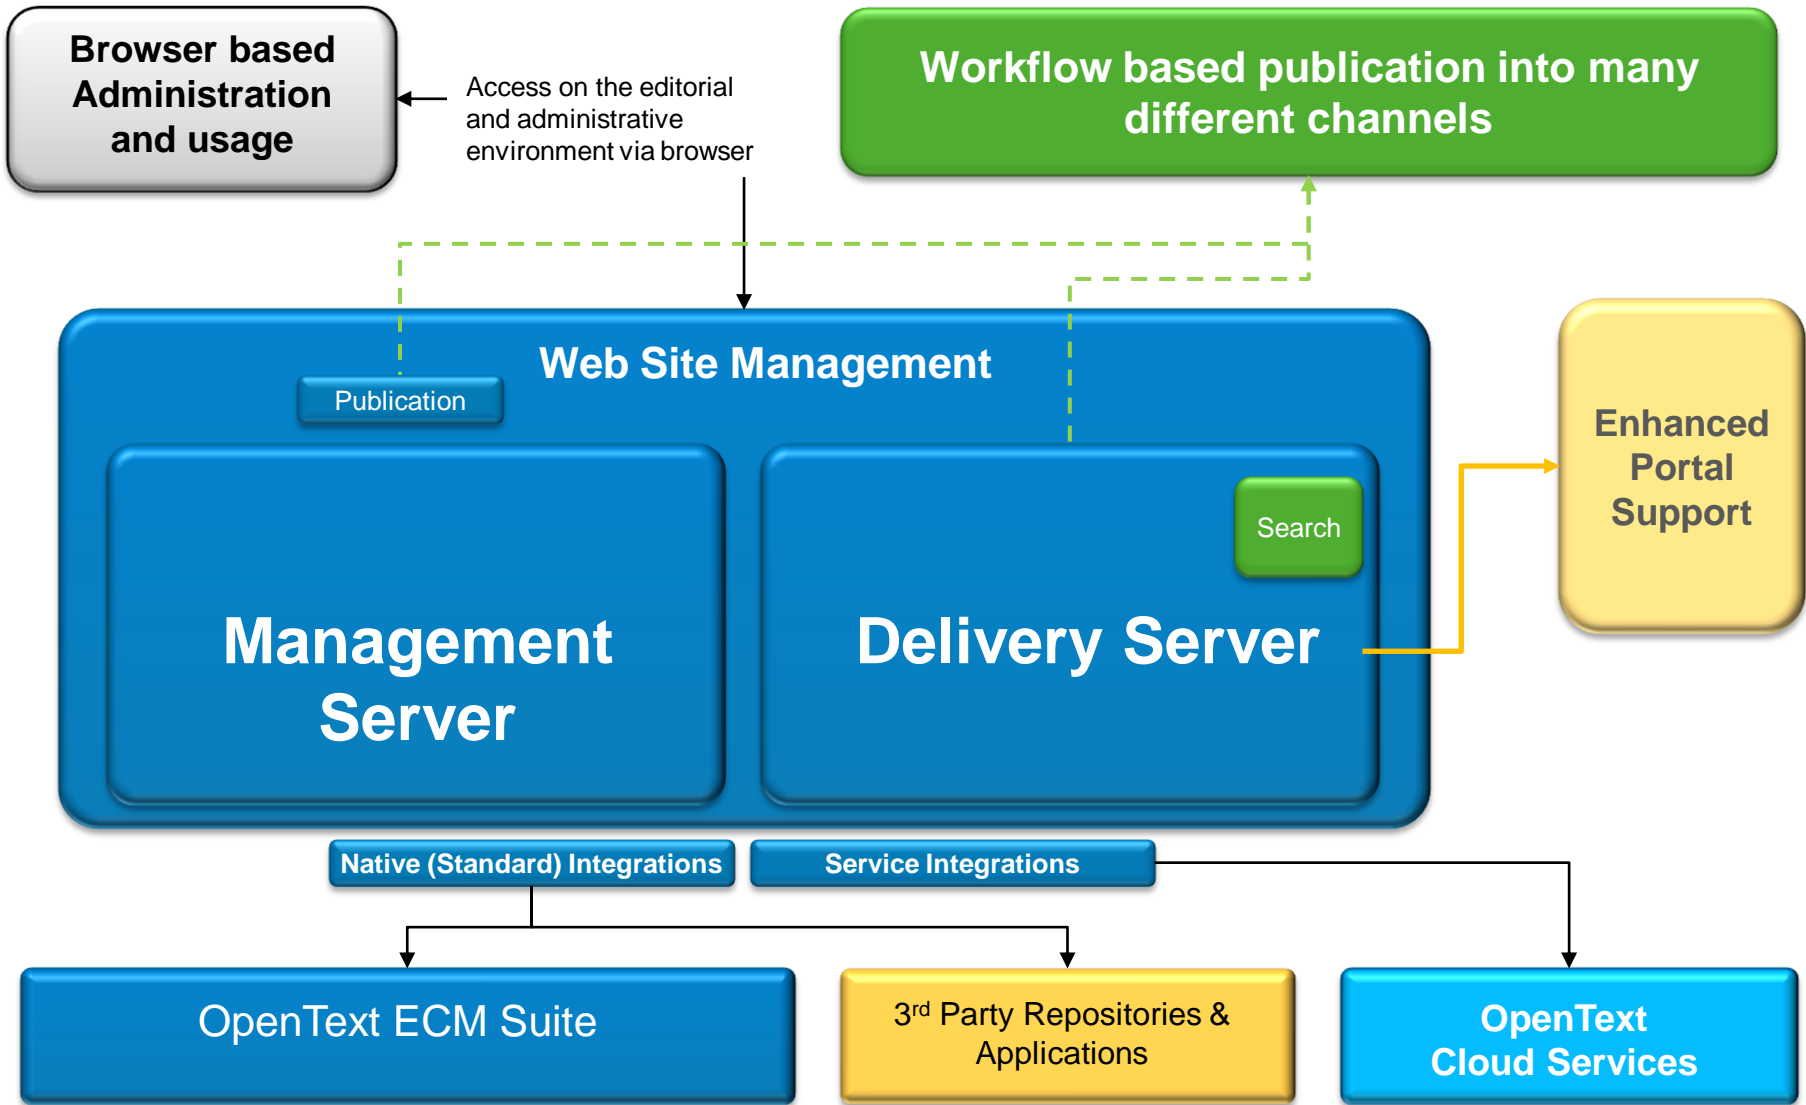 Browser based
Administration
and usage
Access on the editorial
and administrative
environment via browser
Workflow based publication into many
different channels
Web Site Management
Publication
Enhanced
Portal
Support
Search
Management
Server
Delivery Server
Native (Standard) Integrations
Service Integrations
OpenText ECM Suite
3rd Party Repositories &
Applications
OpenText
Cloud Services